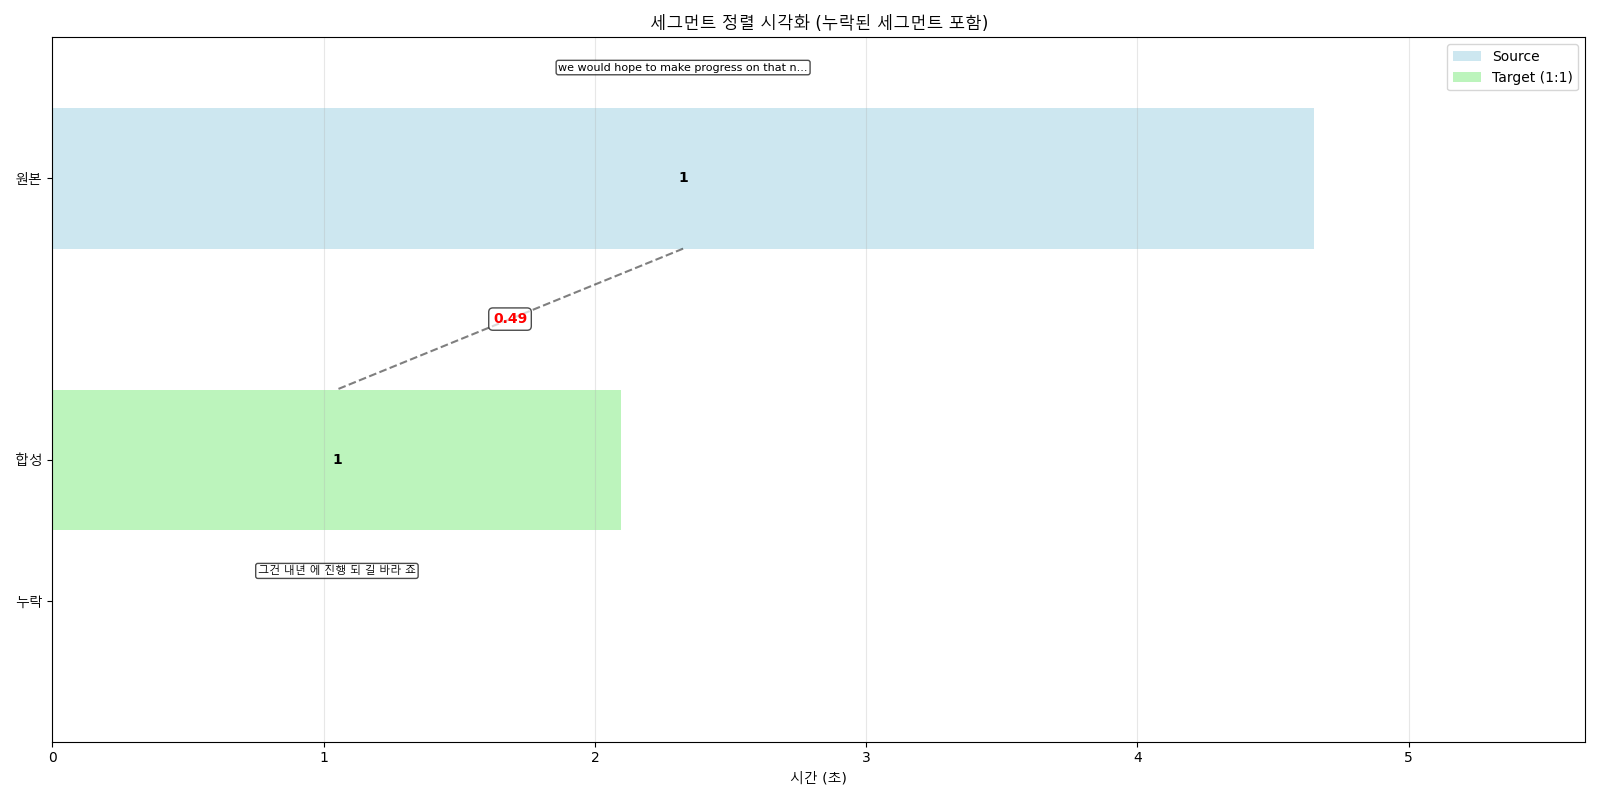 세그먼트 정렬 시각화 (누락된 세그먼트 포함)
we would hope to make progress on that n...
Source
Target (1:1)
원본
1
0.49
합성
1
그건 내년 에 진행 되 길 바라 죠
누락
0 1 2 3 4 5
시간 (초)